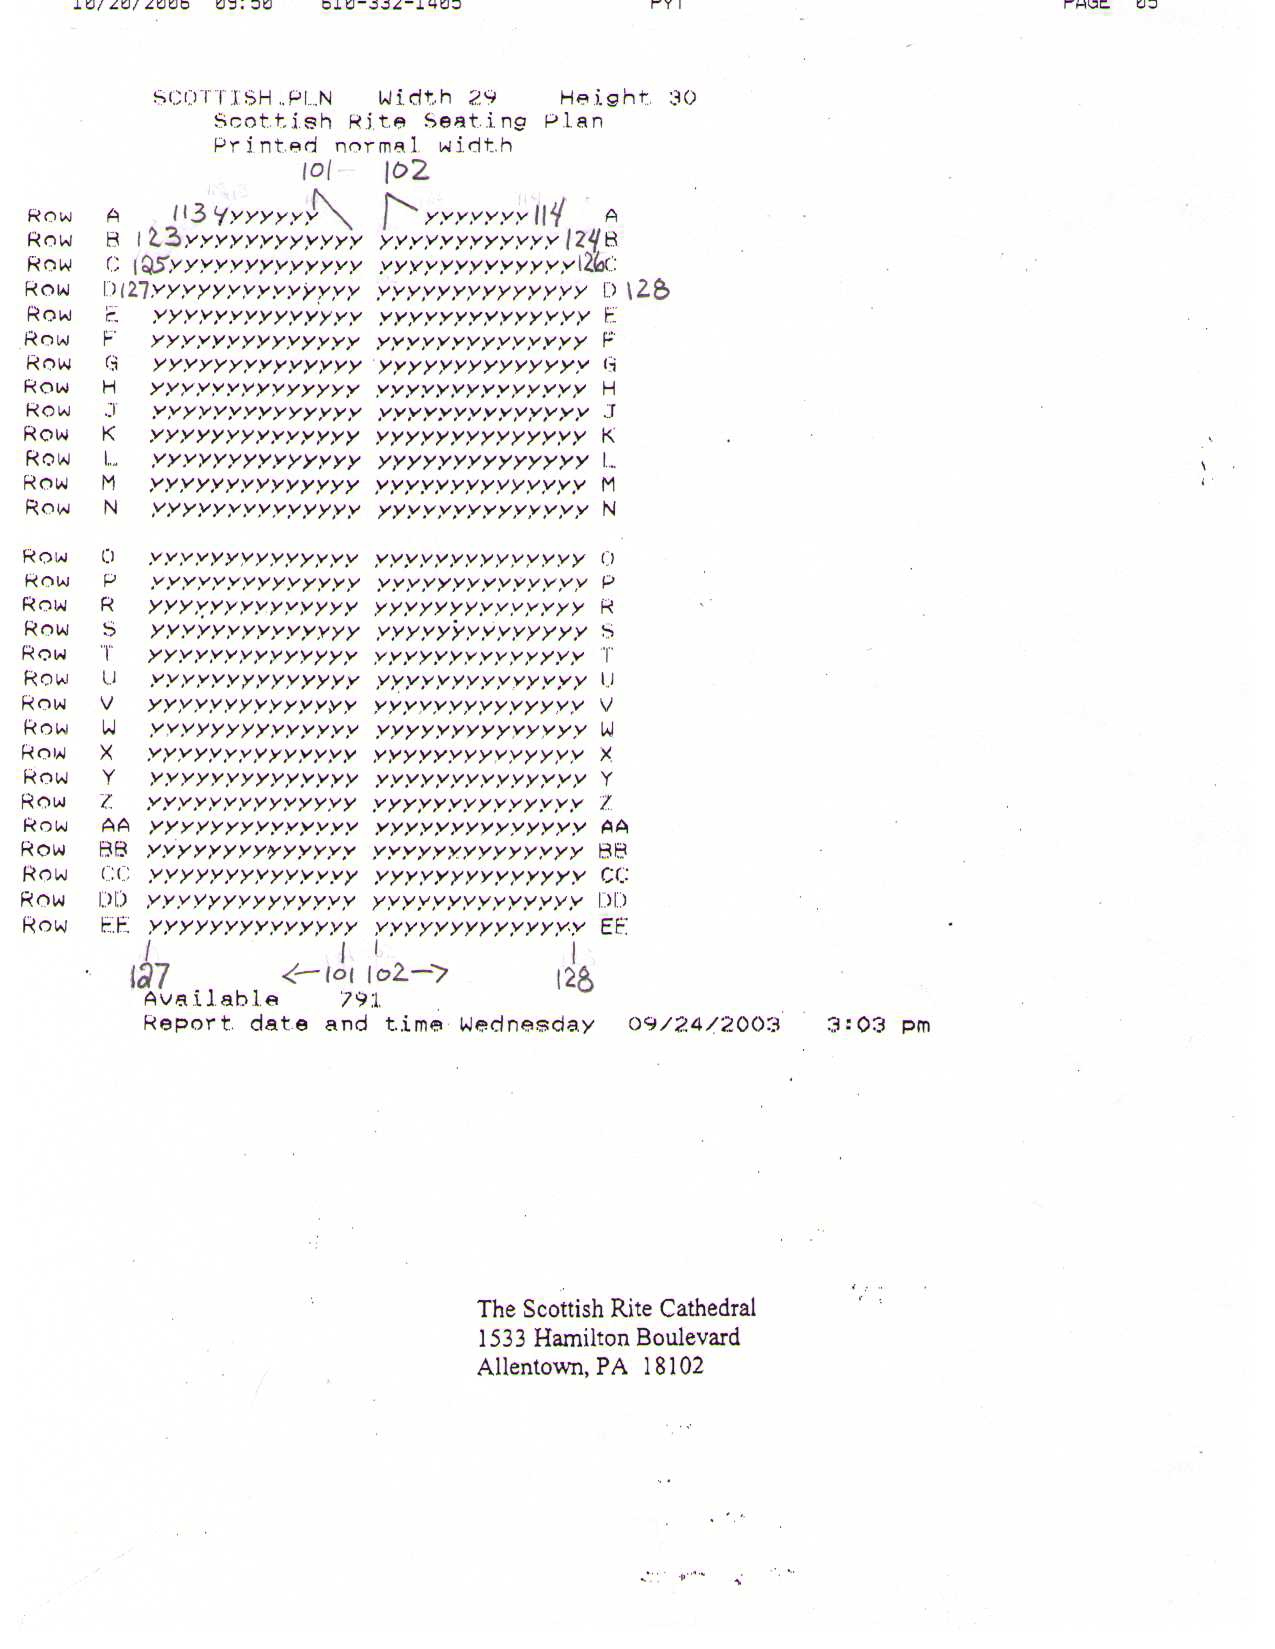 10/20/2006 09:50 610-332-1405 PYT PAGE 05
SCOTTISH.PLN Width 29 Height 30
Scottish Rite Seating Plan
Printed normal width
101 102
Row A 113 yyyyyyy yyyyyyy 114 A
Row B 123 yyyyyyyyyyyy yyyyyyyyyyyy 124 B
Row C 125 yyyyyyyyyyyyy yyyyyyyyyyyyy 126 C
Row D 127 yyyyyyyyyyyyyy yyyyyyyyyyyyyy D 128
Row E yyyyyyyyyyyyyy yyyyyyyyyyyyyy E
Row F yyyyyyyyyyyyyy yyyyyyyyyyyyyy F
Row G yyyyyyyyyyyyyy yyyyyyyyyyyyyy G
Row H yyyyyyyyyyyyyy yyyyyyyyyyyyyy H
Row J yyyyyyyyyyyyyy yyyyyyyyyyyyyy J
Row K yyyyyyyyyyyyyy yyyyyyyyyyyyyy K
Row L yyyyyyyyyyyyyy yyyyyyyyyyyyyy L
Row M yyyyyyyyyyyyyy yyyyyyyyyyyyyy M
Row N yyyyyyyyyyyyyy yyyyyyyyyyyyyy N
Row O yyyyyyyyyyyyyy yyyyyyyyyyyyyy O
Row P yyyyyyyyyyyyyy yyyyyyyyyyyyyy P
Row R yyyyyyyyyyyyyy yyyyyyyyyyyyyy R
Row S yyyyyyyyyyyyyy yyyyyyyyyyyyyy S
Row T yyyyyyyyyyyyyy yyyyyyyyyyyyyy T
Row U yyyyyyyyyyyyyy yyyyyyyyyyyyyy U
Row V yyyyyyyyyyyyyy yyyyyyyyyyyyyy V
Row W yyyyyyyyyyyyyy yyyyyyyyyyyyyy W
Row X yyyyyyyyyyyyyy yyyyyyyyyyyyyy X
Row Y yyyyyyyyyyyyyy yyyyyyyyyyyyyy Y
Row Z yyyyyyyyyyyyyy yyyyyyyyyyyyyy Z
Row AA yyyyyyyyyyyyyy yyyyyyyyyyyyyy AA
Row BB yyyyyyyyyyyyyy yyyyyyyyyyyyyy BB
Row CC yyyyyyyyyyyyyy yyyyyyyyyyyyyy CC
Row DD yyyyyyyyyyyyyy yyyyyyyyyyyyyy DD
Row EE yyyyyyyyyyyyyy yyyyyyyyyyyyyy EE
127 ←101 102→ 128
Available 791
Report date and time Wednesday 09/24/2003 3:03 pm
The Scottish Rite Cathedral
1533 Hamilton Boulevard
Allentown, PA 18102